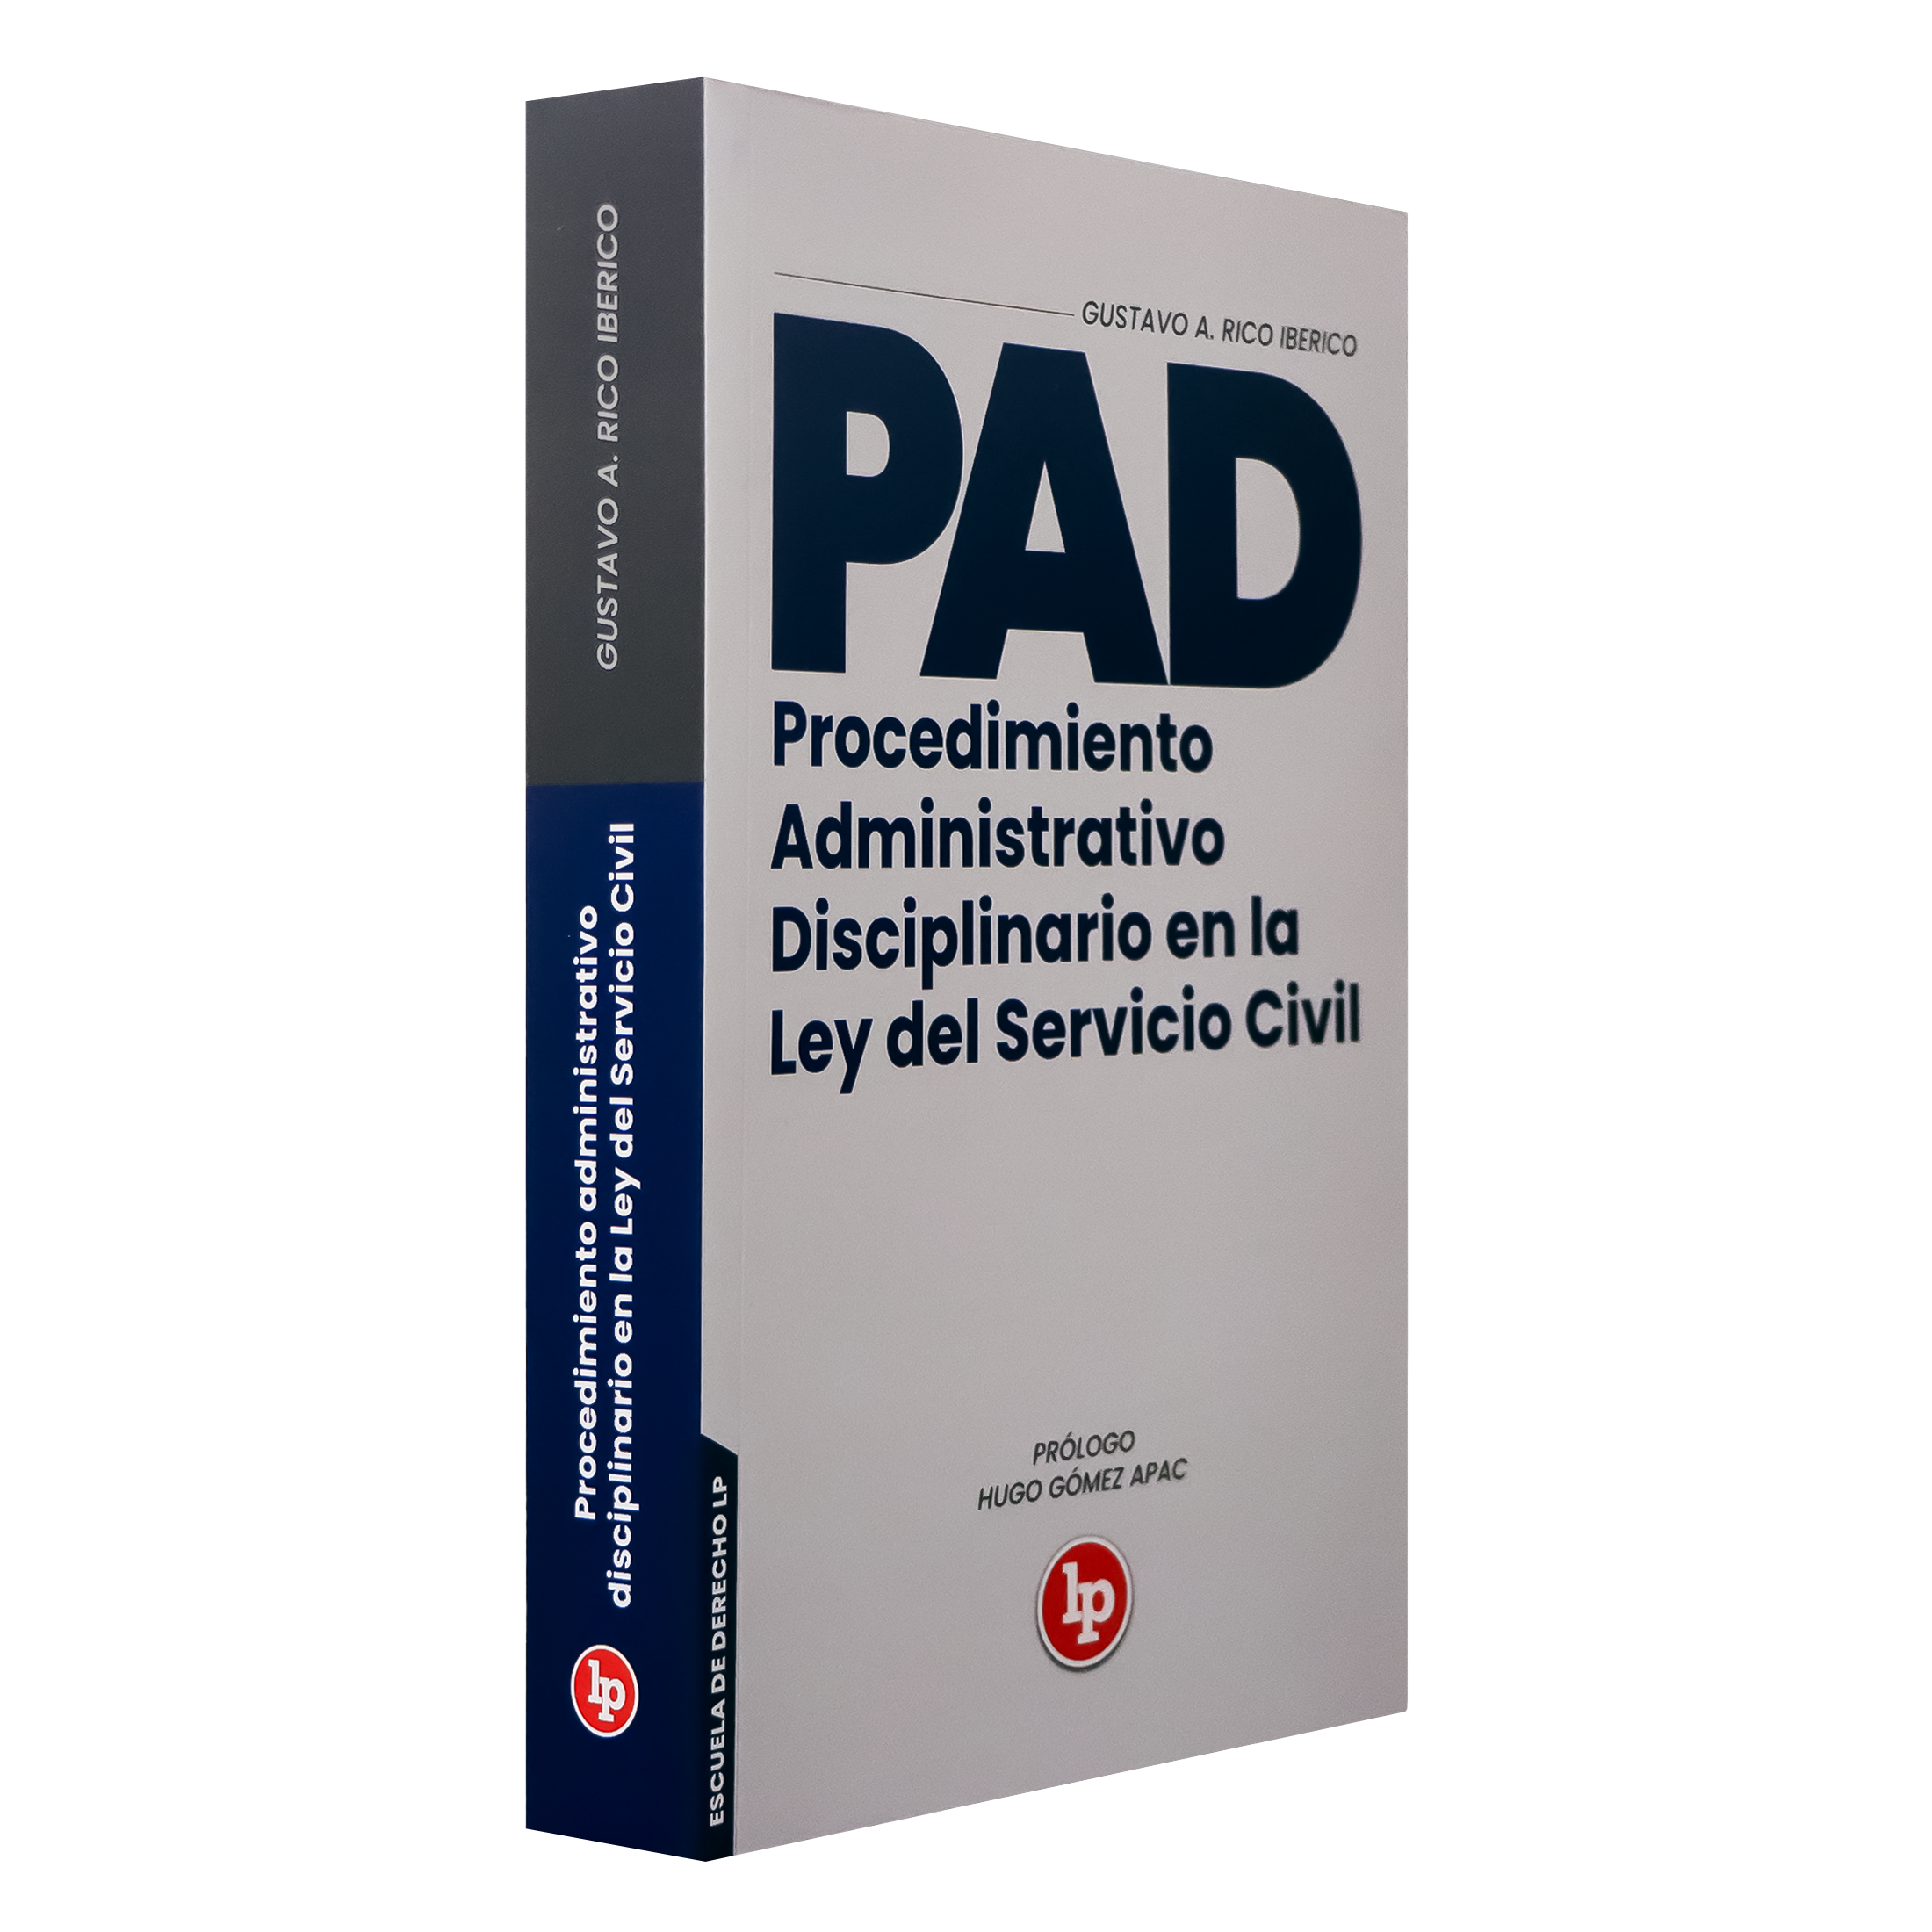 GUSTAVO A. RICO IBERICO
Procedimiento administrativo
disciplinario en la Ley del Servicio Civil
lp
ESCUELA DE DERECHO LP
GUSTAVO A. RICO IBERICO
PAD
Procedimiento
Administrativo
Disciplinario en la
Ley del Servicio Civil
PRÓLOGO
HUGO GÓMEZ APAC
lp